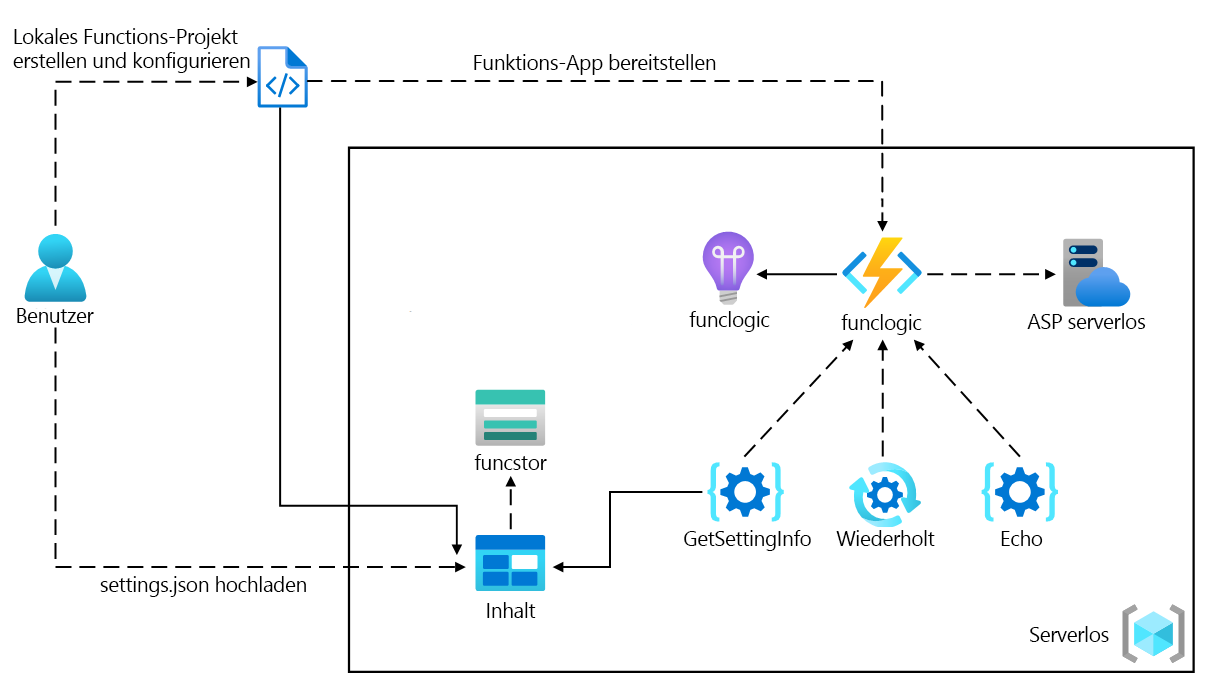 Lokales Functions-Projekt
erstellen und konfigurieren
Funktions-App bereitstellen
Benutzer
funclogic
funclogic
ASP serverlos
funcstor
GetSettingInfo
Wiederholt
Echo
settings.json hochladen
Inhalt
Serverlos